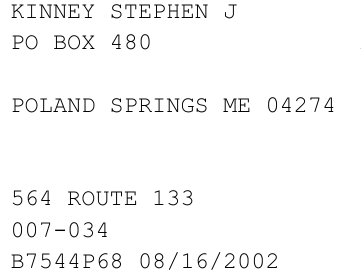 KINNEY STEPHEN J
PO BOX 480
POLAND SPRINGS ME 04274
564 ROUTE 133
007-034
B7544P68 08/16/2002